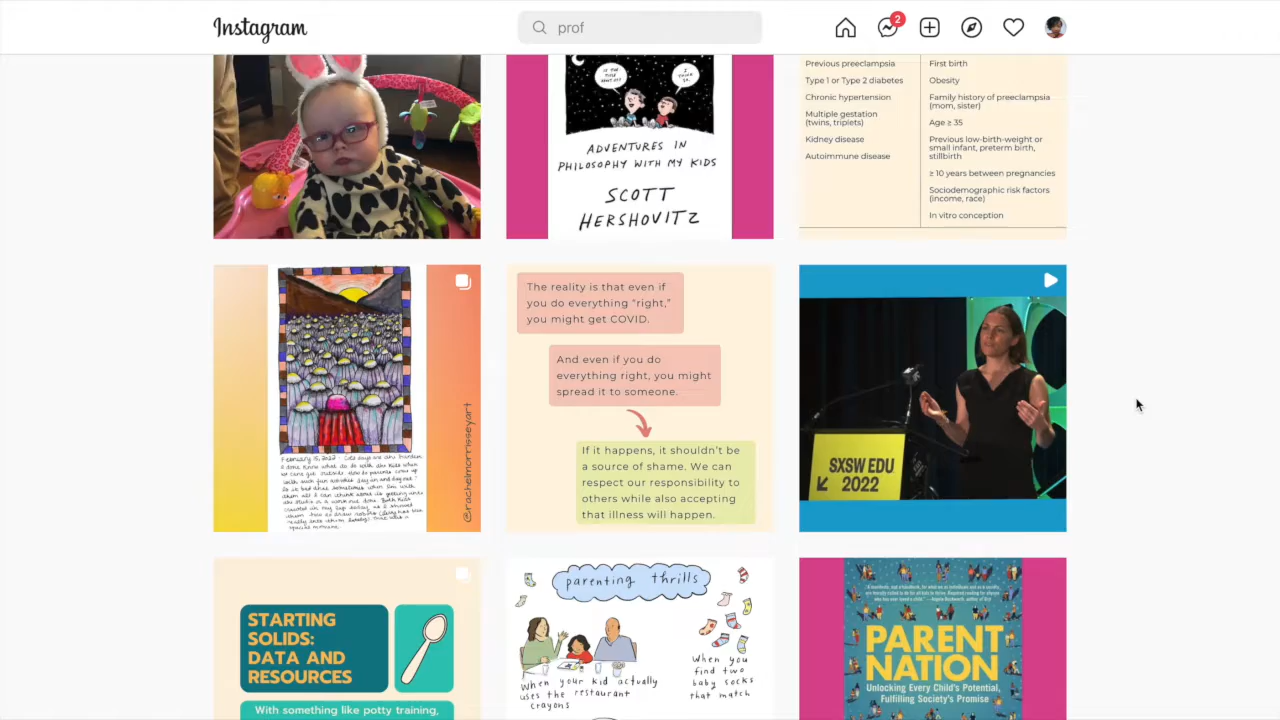 Instagram
prof
2
IS THE MOON ABOUT US?
I THINK SO.
ADVENTURES IN
PHILOSOPHY WITH MY KIDS
SCOTT
HERSHOVITZ
Previous preeclampsia
Type 1 or Type 2 diabetes
Chronic hypertension
Multiple gestation
(twins, triplets)
Kidney disease
Autoimmune disease
First birth
Obesity
Family history of preeclampsia
(mom, sister)
Age ≥ 35
Previous low-birth-weight or
small infant, preterm birth,
stillbirth
≥ 10 years between pregnancies
Sociodemographic risk factors
(income, race)
In vitro conception
@rachelmorrisseyart
The reality is that even if
you do everything "right,"
you might get COVID.
And even if you do
everything right, you might
spread it to someone.
If it happens, it shouldn't be
a source of shame. We can
respect our responsibility to
others while also accepting
that illness will happen.
SXSW EDU
2022
STARTING
SOLIDS:
DATA AND
RESOURCES
With something like potty training,
parenting thrills
When your kid actually
uses the restaurant
crayons
When you
find two
baby socks
that match
PARENT
NATION
Unlocking Every Child's Potential,
Fulfilling Society's Promise